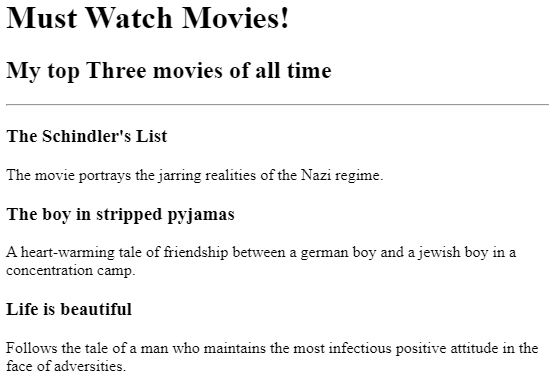 Must Watch Movies!
My top Three movies of all time
The Schindler's List
The movie portrays the jarring realities of the Nazi regime.
The boy in stripped pyjamas
A heart-warming tale of friendship between a german boy and a jewish boy in a
concentration camp.
Life is beautiful
Follows the tale of a man who maintains the most infectious positive attitude in the
face of adversities.